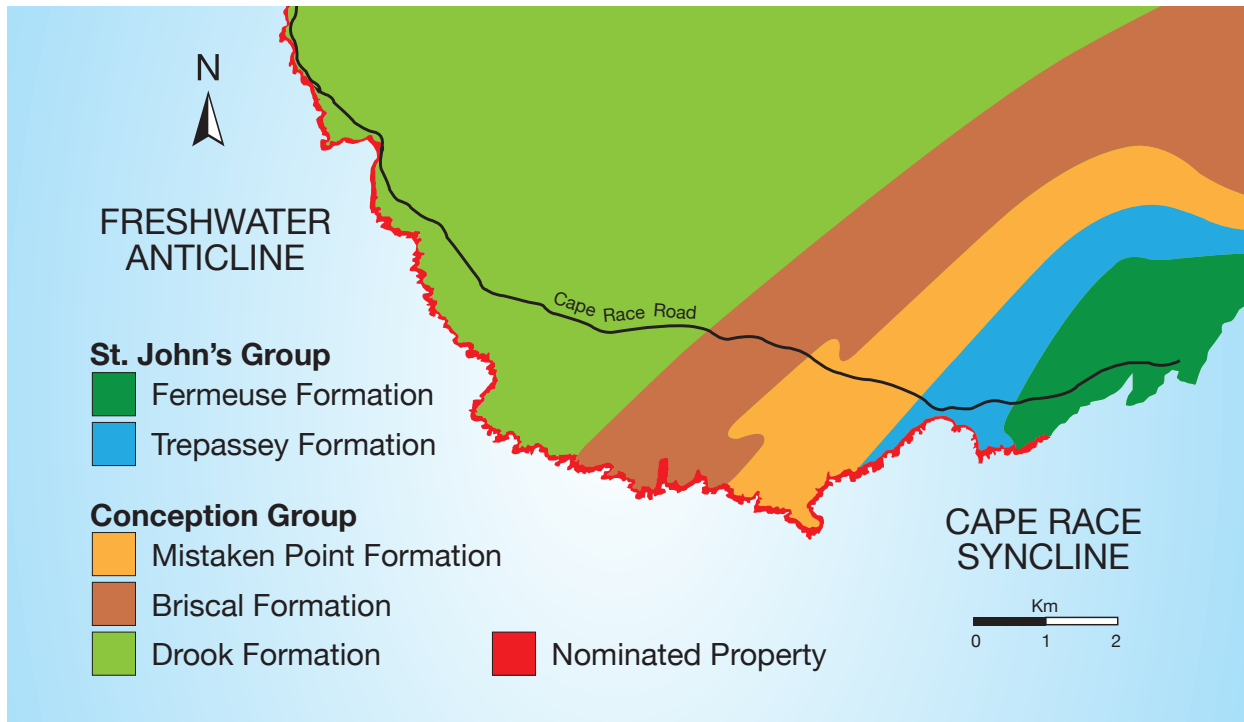 N
FRESHWATER
ANTICLINE
Cape Race Road
St. John's Group
Fermeuse Formation
Trepassey Formation
Conception Group
Mistaken Point Formation
Briscal Formation
Drook Formation
Nominated Property
CAPE RACE
SYNCLINE
Km
0 1 2